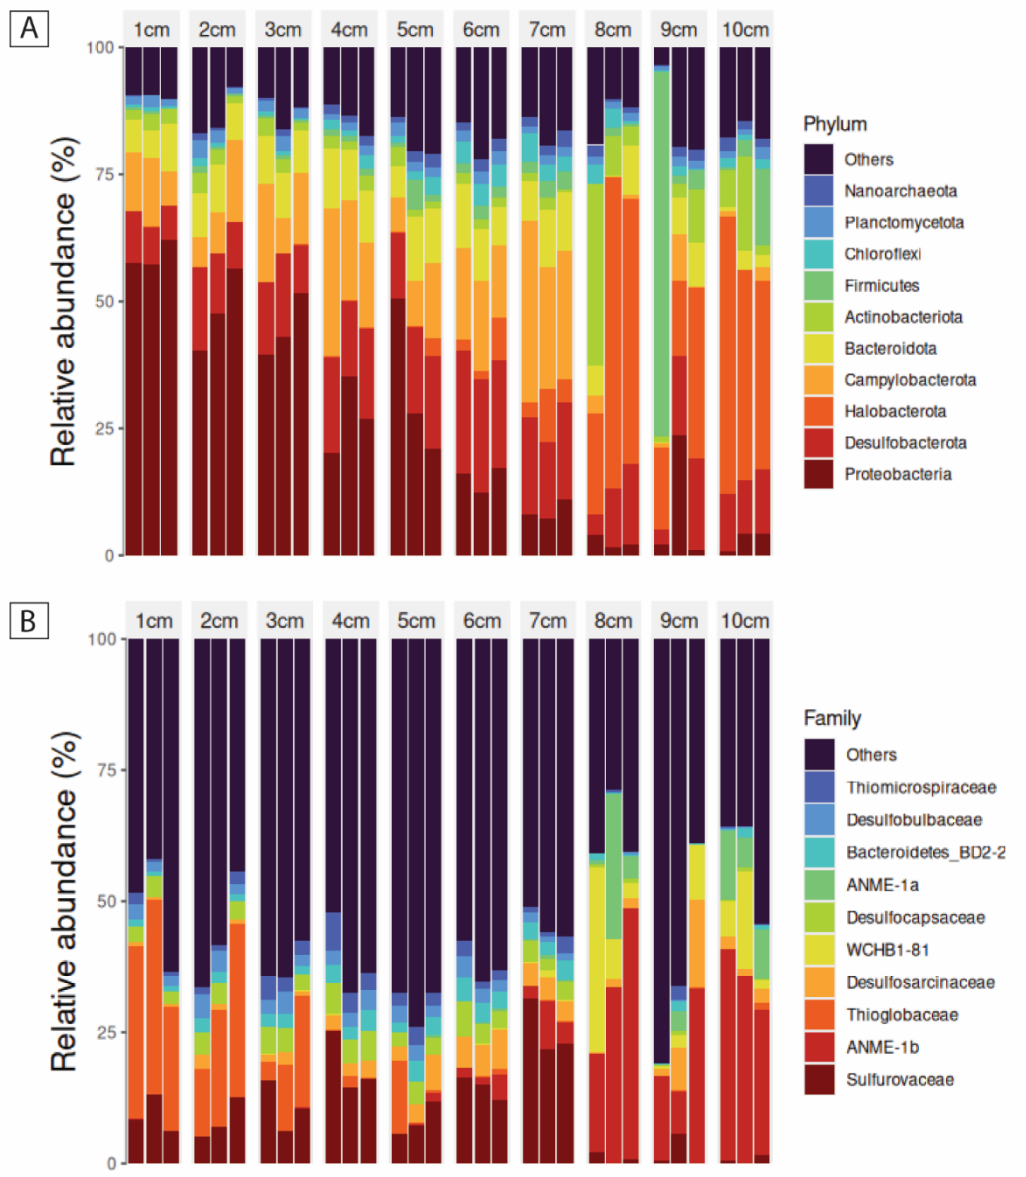 A
1cm 2cm 3cm 4cm 5cm 6cm 7cm 8cm 9cm 10cm
Relative abundance (%)
100
75
50
25
0
Phylum
Others
Nanoarchaeota
Planctomycetota
Chloroflexi
Firmicutes
Actinobacteriota
Bacteroidota
Campylobacterota
Halobacterota
Desulfobacterota
Proteobacteria
B
1cm 2cm 3cm 4cm 5cm 6cm 7cm 8cm 9cm 10cm
Relative abundance (%)
100
75
50
25
0
Family
Others
Thiomicrospiraceae
Desulfobulbaceae
Bacteroidetes_BD2-2
ANME-1a
Desulfocapsaceae
WCHB1-81
Desulfosarcinaceae
Thioglobaceae
ANME-1b
Sulfurovaceae